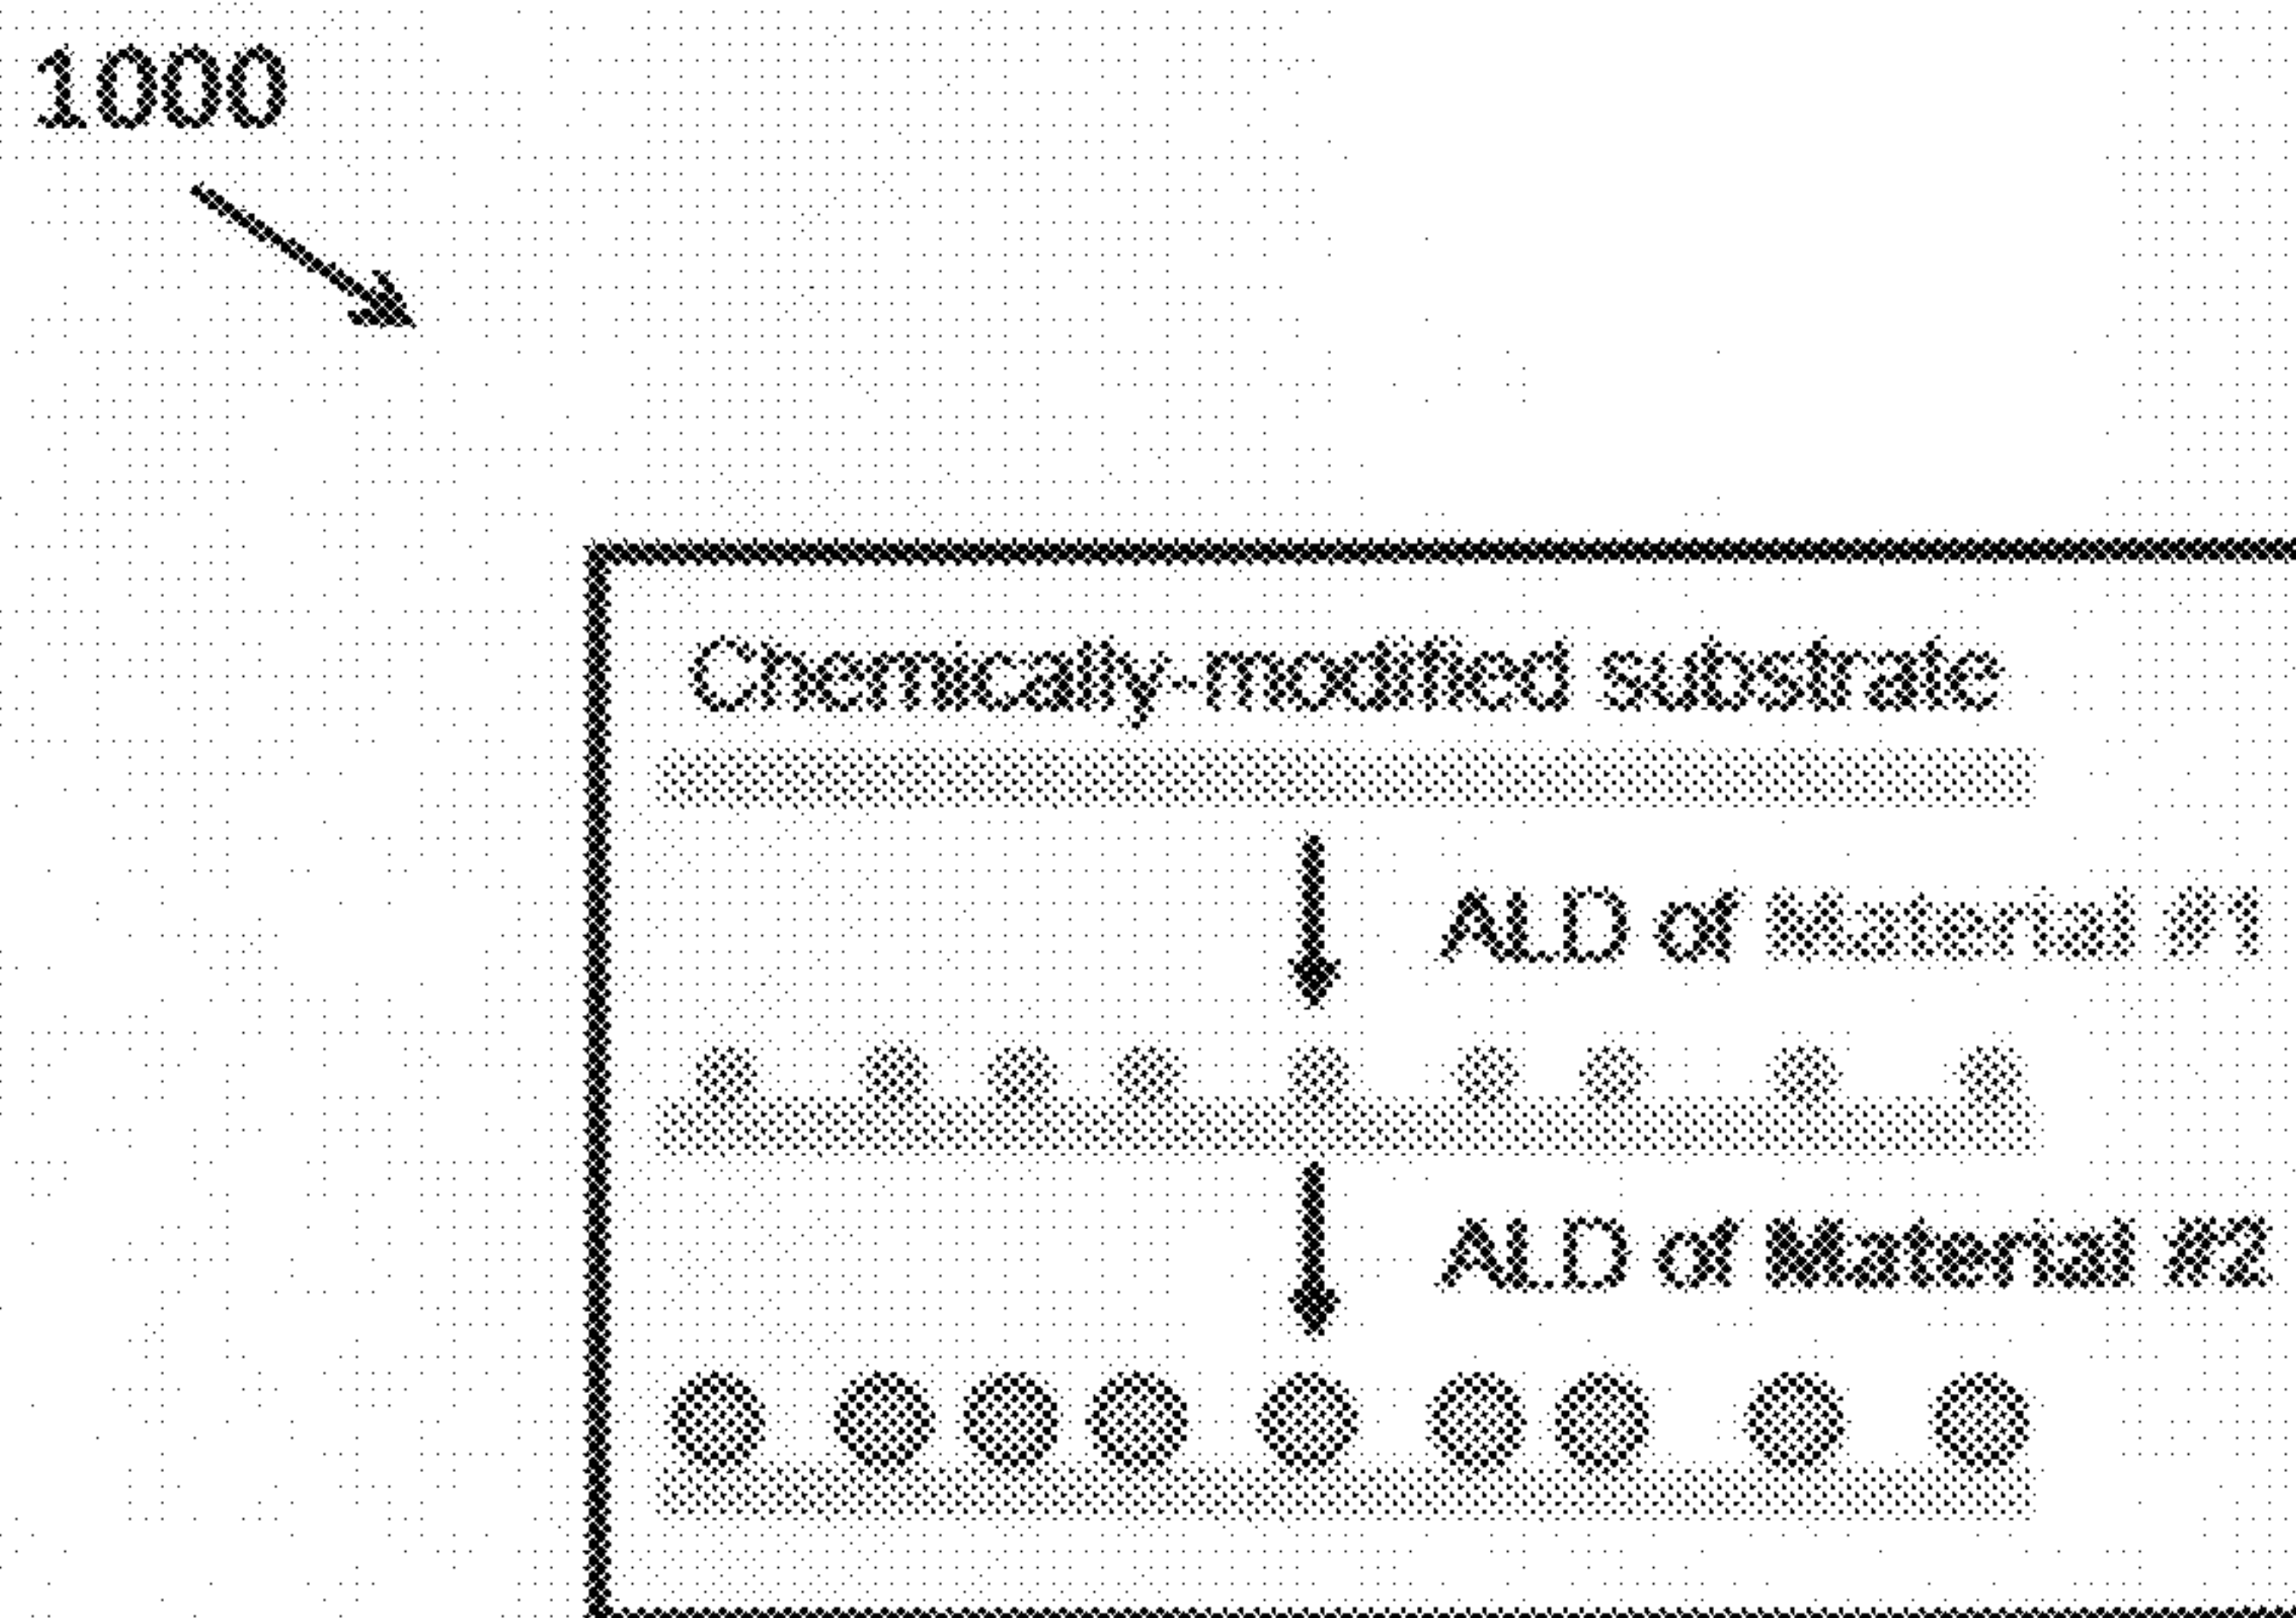 1000
Chemically-modified substrate
ALD of Material #1
ALD of Material #2